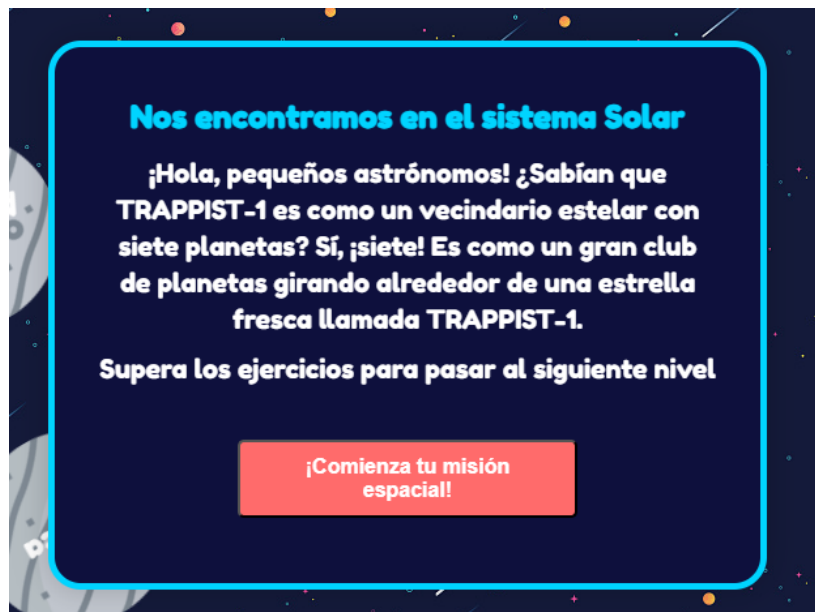 Nos encontramos en el sistema Solar
¡Hola, pequeños astrónomos! ¿Sabían que
TRAPPIST-1 es como un vecindario estelar con
siete planetas? Sí, ¡siete! Es como un gran club
de planetas girando alrededor de una estrella
fresca llamada TRAPPIST-1.
Supera los ejercicios para pasar al siguiente nivel
¡Comienza tu misión
espacial!